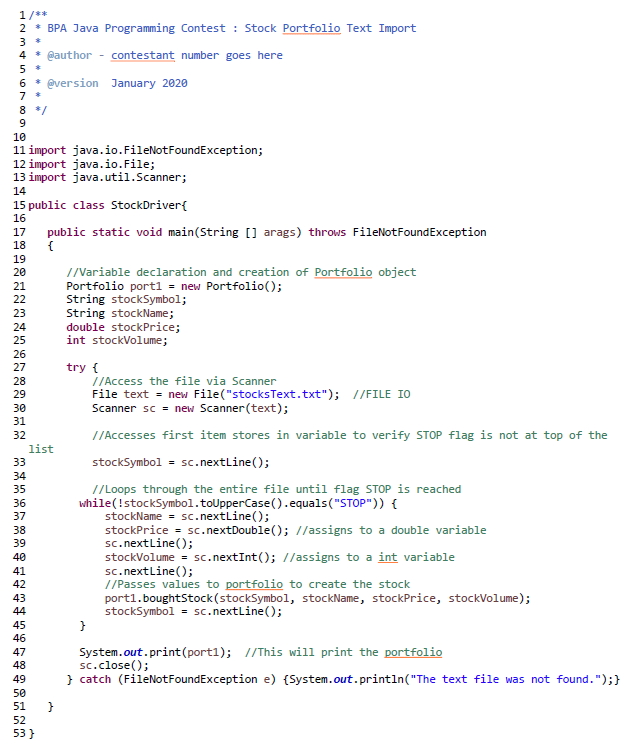 1 /**
2 * BPA Java Programming Contest : Stock Portfolio Text Import
3 *
4 * @author - contestant number goes here
5 *
6 * @version  January 2020
7 *
8 */
9
10
11 import java.io.FileNotFoundException;
12 import java.io.File;
13 import java.util.Scanner;
14
15 public class StockDriver{
16
17 public static void main(String [] arags) throws FileNotFoundException
18 {
19
20 //Variable declaration and creation of Portfolio object
21 Portfolio port1 = new Portfolio();
22 String stockSymbol;
23 String stockName;
24 double stockPrice;
25 int stockVolume;
26
27 try {
28 //Access the file via Scanner
29 File text = new File("stocksText.txt");  //FILE IO
30 Scanner sc = new Scanner(text);
31
32 //Accesses first item stores in variable to verify STOP flag is not at top of the
list
33 stockSymbol = sc.nextLine();
34
35 //Loops through the entire file until flag STOP is reached
36 while(!stockSymbol.toUpperCase().equals("STOP")) {
37 stockName = sc.nextLine();
38 stockPrice = sc.nextDouble(); //assigns to a double variable
39 sc.nextLine();
40 stockVolume = sc.nextInt(); //assigns to a int variable
41 sc.nextLine();
42 //Passes values to portfolio to create the stock
43 port1.boughtStock(stockSymbol, stockName, stockPrice, stockVolume);
44 stockSymbol = sc.nextLine();
45 }
46
47 System.out.print(port1);  //This will print the portfolio
48 sc.close();
49 } catch (FileNotFoundException e) {System.out.println("The text file was not found.");}
50
51 }
52
53 }